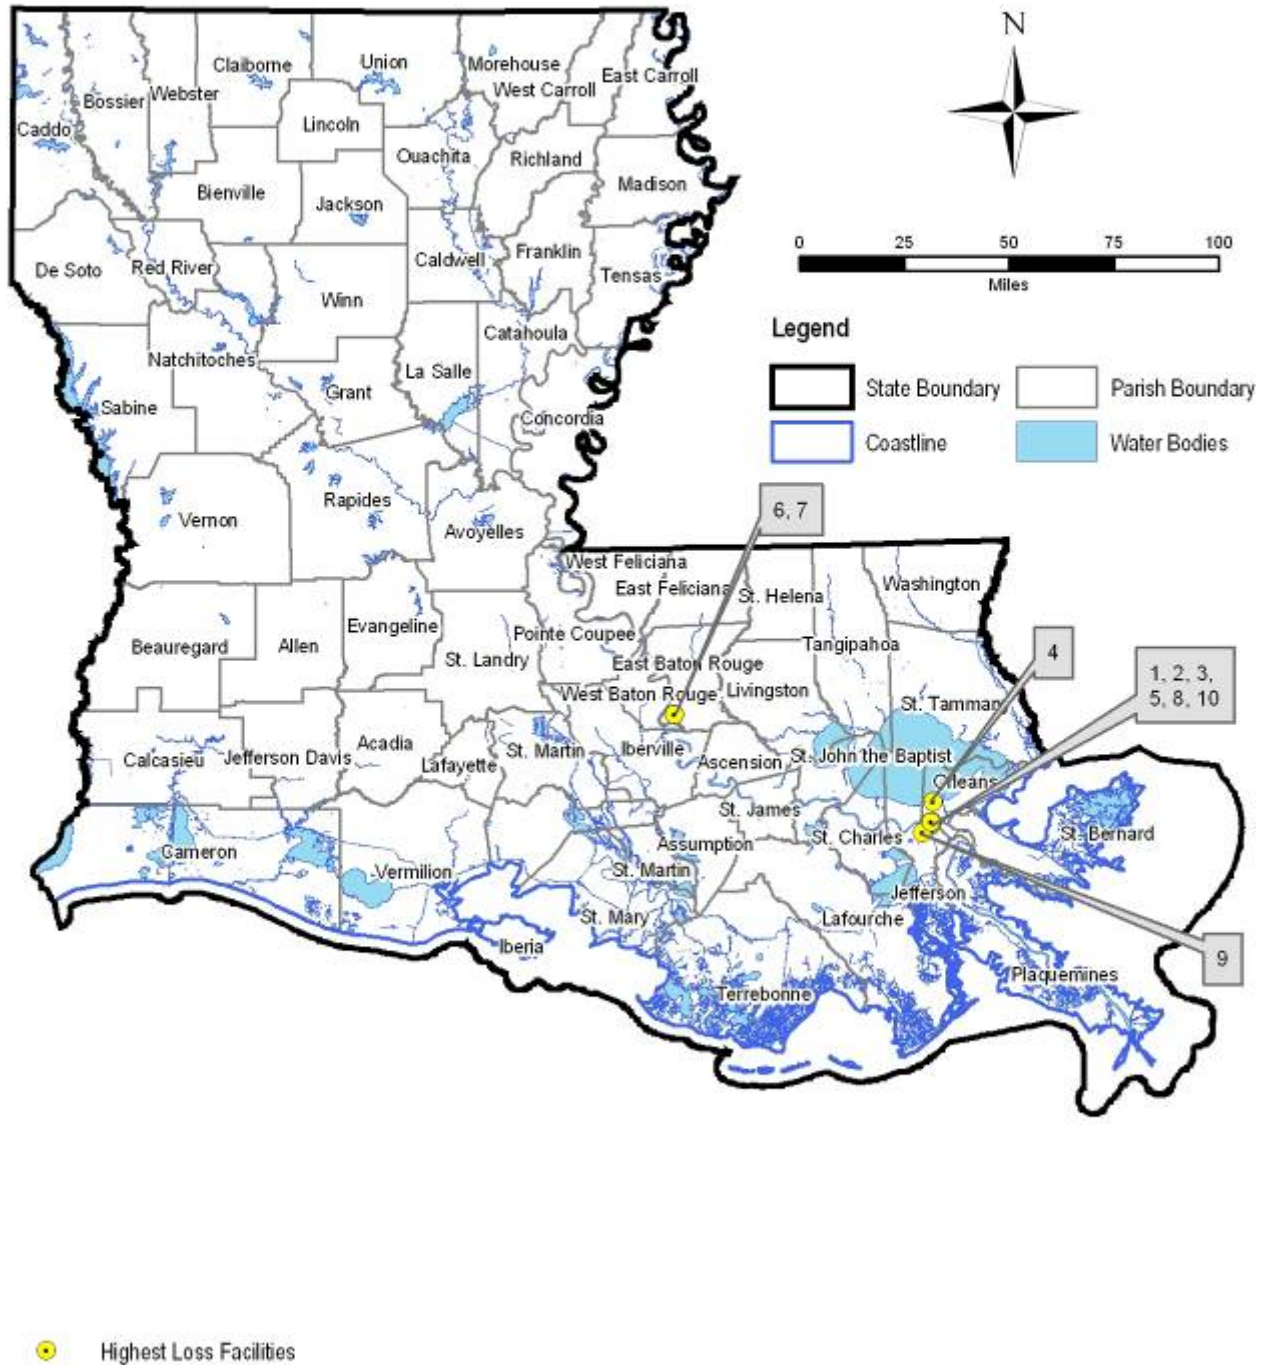 N
Claiborne
Union
Morehouse
West Carroll
East Carroll
Bossier
Webster
Caddo
Lincoln
Ouachita
Richland
Madison
Bienville
Jackson
De Soto
Red River
Winn
Caldwell
Franklin
Tensas
0 25 50 75 100
Miles
Natchitoches
Catahoula
La Salle
Grant
Sabine
Concordia
Legend
State Boundary
Parish Boundary
Coastline
Water Bodies
Vernon
Rapides
Avoyelles
6, 7
West Feliciana
East Feliciana
St. Helena
Washington
Beauregard
Allen
Evangeline
Pointe Coupee
St. Landry
Tangipahoa
East Baton Rouge
West Baton Rouge
Livingston
St. Tamman
4
1, 2, 3,
5, 8, 10
Calcasieu
Jefferson Davis
Acadia
Lafayette
St. Martin
Iberville
Ascension
St. John the Baptist
Orleans
St. James
St. Charles
St. Bernard
Assumption
Cameron
Vermilion
St. Martin
Jefferson
St. Mary
Lafourche
Iberia
9
Plaquemines
Terrebonne
Highest Loss Facilities